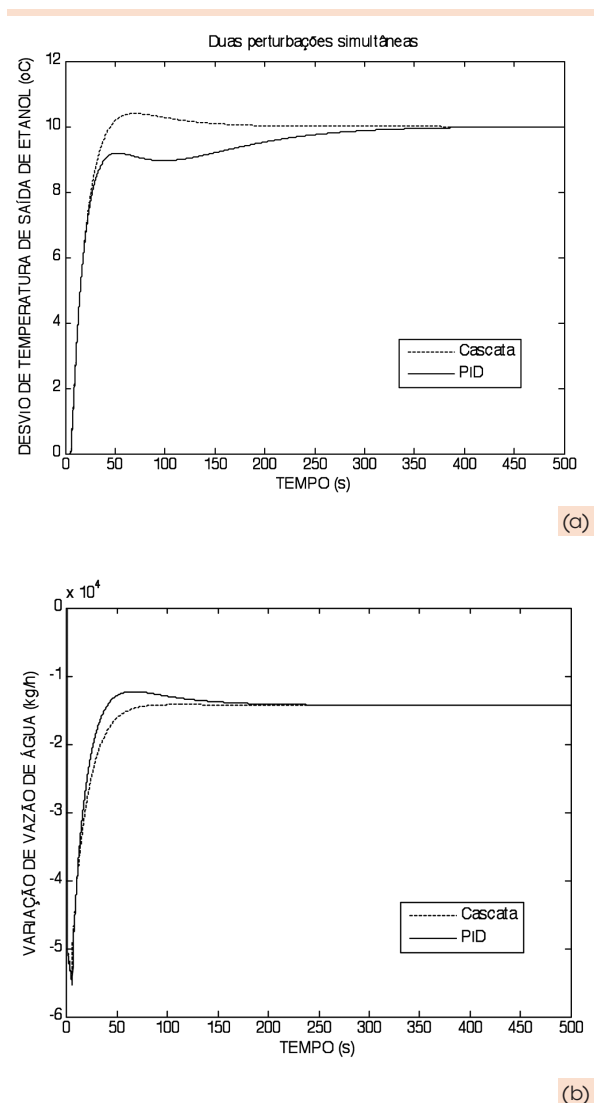 Duas perturbações simultâneas
DESVIO DE TEMPERATURA DE SAÍDA DE ETANOL (oC)
12
10
8
6
4
2
0
Cascata
PID
0 50 100 150 200 250 300 350 400 450 500
TEMPO (s)
(a)
x 10⁴
VARIAÇÃO DE VAZÃO DE ÁGUA (kg/h)
0
-1
-2
-3
-4
-5
-6
Cascata
PID
0 50 100 150 200 250 300 350 400 450 500
TEMPO (s)
(b)